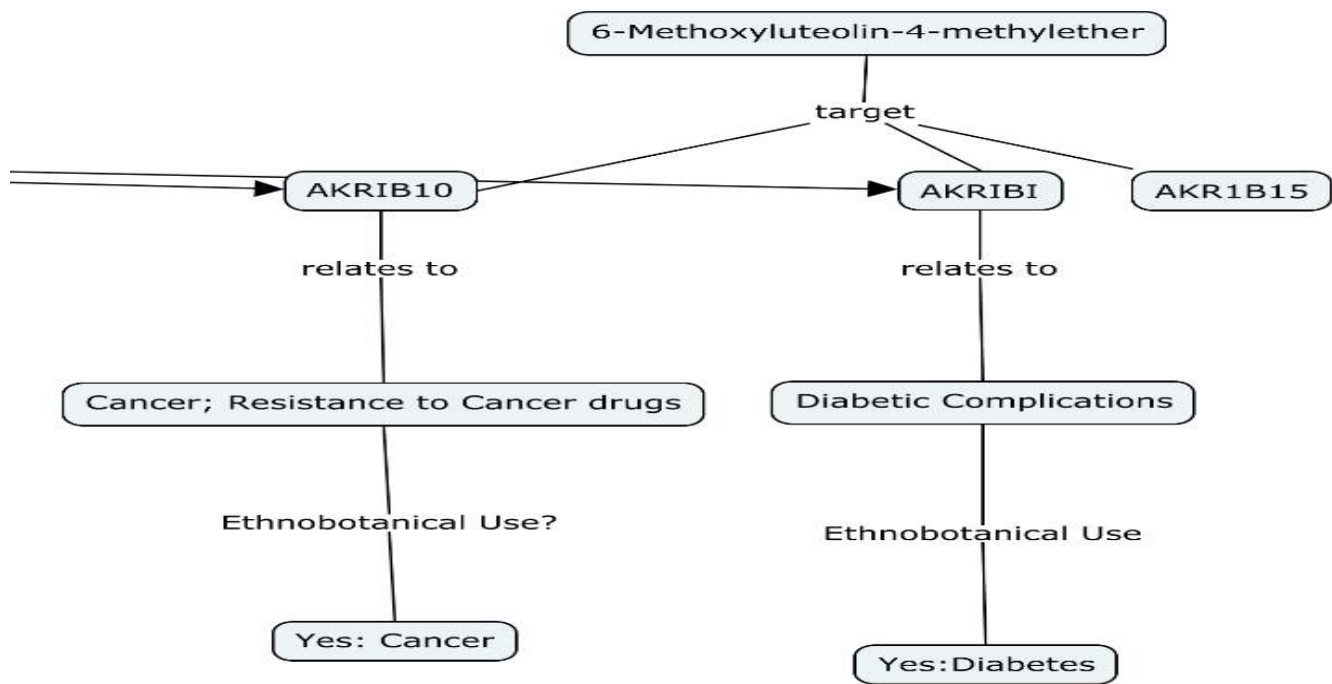 6-Methoxyluteolin-4-methylether
target
AKRIB10
AKRIBI
AKR1B15
relates to
relates to
Cancer; Resistance to Cancer drugs
Diabetic Complications
Ethnobotanical Use?
Ethnobotanical Use
Yes: Cancer
Yes:Diabetes